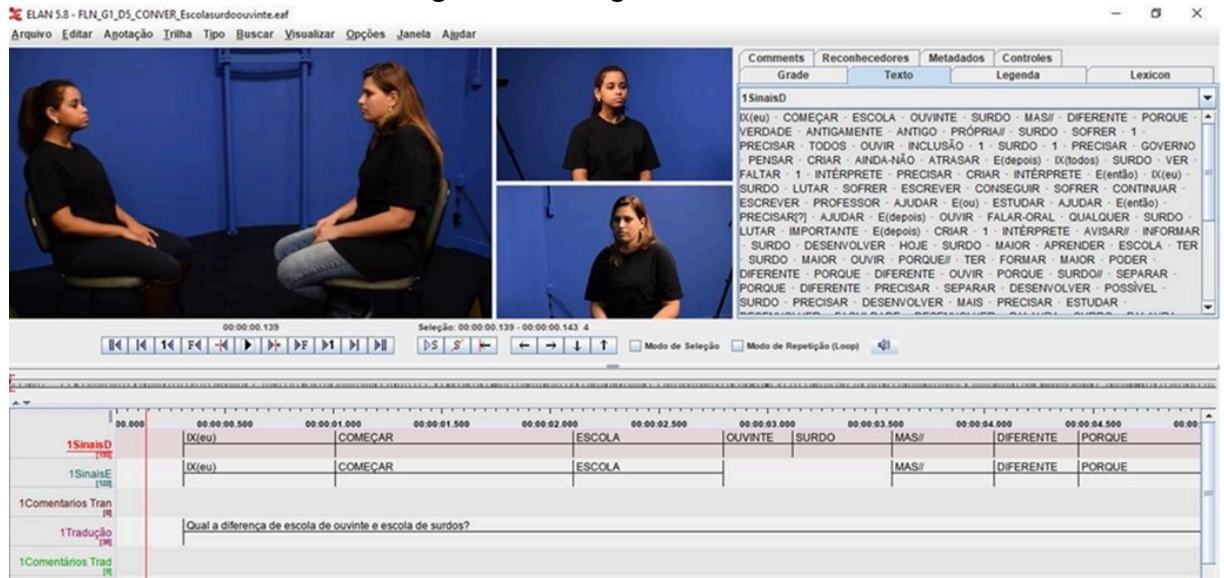 ELAN 5.8 - FLN_G1_D5_CONVER_Escolasurdoouvinte.eaf
Arquivo Editar Anotação Trilha Tipo Buscar Visualizar Opções Janela Ajudar
Comments Reconhecedores Metadados Controles
Grade Texto Legenda Lexicon
1SinaisD
IX(eu) · COMEÇAR · ESCOLA · OUVINTE · SURDO · MAS// · DIFERENTE · PORQUE ·
VERDADE · ANTIGAMENTE · ANTIGO · PRÓPRIA// · SURDO · SOFRER · 1 ·
PRECISAR · TODOS · OUVIR · INCLUSÃO · 1 · SURDO · 1 · PRECISAR · GOVERNO
· PENSAR · CRIAR · AINDA-NÃO · ATRASAR · E(depois) · IX(todos) · SURDO · VER ·
FALTAR · 1 · INTÉRPRETE · PRECISAR · CRIAR · INTÉRPRETE · E(então) · IX(eu) ·
SURDO · LUTAR · SOFRER · ESCREVER · CONSEGUIR · SOFRER · CONTINUAR ·
ESCREVER · PROFESSOR · AJUDAR · E(ou) · ESTUDAR · AJUDAR · E(então) ·
PRECISAR[?] · AJUDAR · E(depois) · OUVIR · FALAR-ORAL · QUALQUER · SURDO ·
LUTAR · IMPORTANTE · E(depois) · CRIAR · 1 · INTÉRPRETE · AVISAR// · INFORMAR
· SURDO · DESENVOLVER · HOJE · SURDO · MAIOR · APRENDER · ESCOLA · TER
· SURDO · MAIOR · OUVIR · PORQUE// · TER · FORMAR · MAIOR · PODER ·
DIFERENTE · PORQUE · DIFERENTE · OUVIR · PORQUE · SURDO// · SEPARAR ·
PORQUE · DIFERENTE · PRECISAR · SEPARAR · DESENVOLVER · POSSÍVEL ·
SURDO · PRECISAR · DESENVOLVER · MAIS · PRECISAR · ESTUDAR ·
00:00:00.139 Seleção: 00:00:00.139 - 00:00:00.143 4
Modo de Seleção Modo de Repetição (Loop)
00.000 00:00:00.500 00:00:01.000 00:00:01.500 00:00:02.000 00:00:02.500 00:00:03.000 00:00:03.500 00:00:04.000 00:00:04.500 00:00:
1SinaisD IX(eu) COMEÇAR ESCOLA OUVINTE SURDO MAS// DIFERENTE PORQUE
1SinaisE IX(eu) COMEÇAR ESCOLA MAS// DIFERENTE PORQUE
1Comentarios Tran
1Tradução Qual a diferença de escola de ouvinte e escola de surdos?
1Comentários Trad